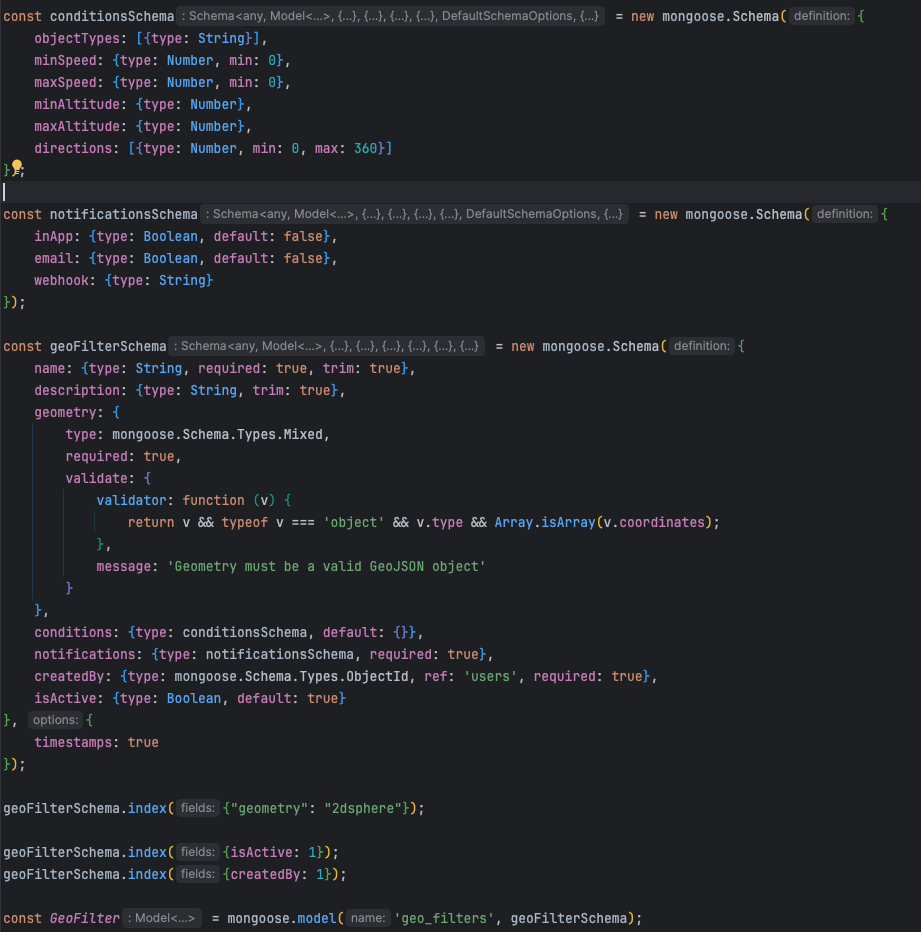 const conditionsSchema : Schema<any, Model<...>, {...}, {...}, {...}, {...}, DefaultSchemaOptions, {...}> = new mongoose.Schema( definition: {
    objectTypes: [{type: String}],
    minSpeed: {type: Number, min: 0},
    maxSpeed: {type: Number, min: 0},
    minAltitude: {type: Number},
    maxAltitude: {type: Number},
    directions: [{type: Number, min: 0, max: 360}]
});

const notificationsSchema : Schema<any, Model<...>, {...}, {...}, {...}, {...}, DefaultSchemaOptions, {...}> = new mongoose.Schema( definition: {
    inApp: {type: Boolean, default: false},
    email: {type: Boolean, default: false},
    webhook: {type: String}
});

const geoFilterSchema : Schema<any, Model<...>, {...}, {...}, {...}, {...}, {...}, {...}> = new mongoose.Schema( definition: {
    name: {type: String, required: true, trim: true},
    description: {type: String, trim: true},
    geometry: {
        type: mongoose.Schema.Types.Mixed,
        required: true,
        validate: {
            validator: function (v) {
                return v && typeof v === 'object' && v.type && Array.isArray(v.coordinates);
            },
            message: 'Geometry must be a valid GeoJSON object'
        }
    },
    conditions: {type: conditionsSchema, default: {}},
    notifications: {type: notificationsSchema, required: true},
    createdBy: {type: mongoose.Schema.Types.ObjectId, ref: 'users', required: true},
    isActive: {type: Boolean, default: true}
}, options: {
    timestamps: true
});

geoFilterSchema.index( fields: {"geometry": "2dsphere"});

geoFilterSchema.index( fields: {isActive: 1});
geoFilterSchema.index( fields: {createdBy: 1});

const GeoFilter : Model<...> = mongoose.model( name: 'geo_filters', geoFilterSchema);